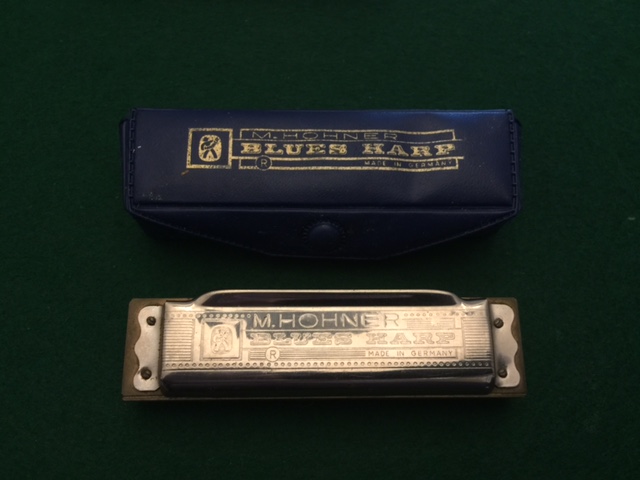 M. HOHNER
BLUES HARP
® MADE IN GERMANY
M. HOHNER
BLUES HARP
® MADE IN GERMANY